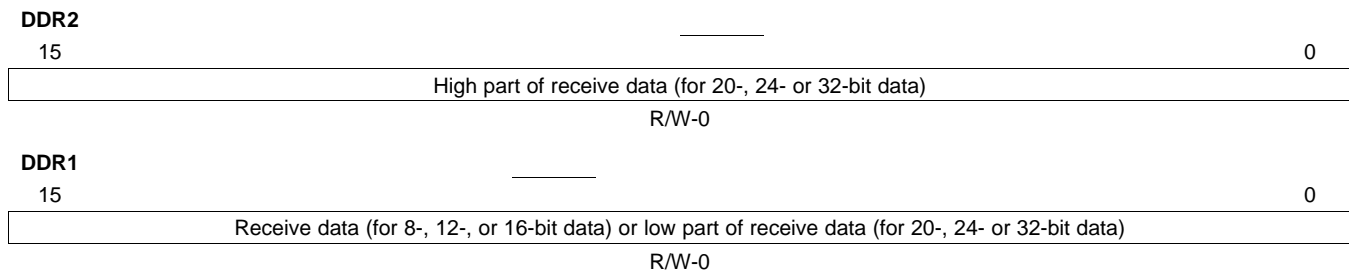 DDR2
15 0
High part of receive data (for 20-, 24- or 32-bit data)
R/W-0
DDR1
15 0
Receive data (for 8-, 12-, or 16-bit data) or low part of receive data (for 20-, 24- or 32-bit data)
R/W-0